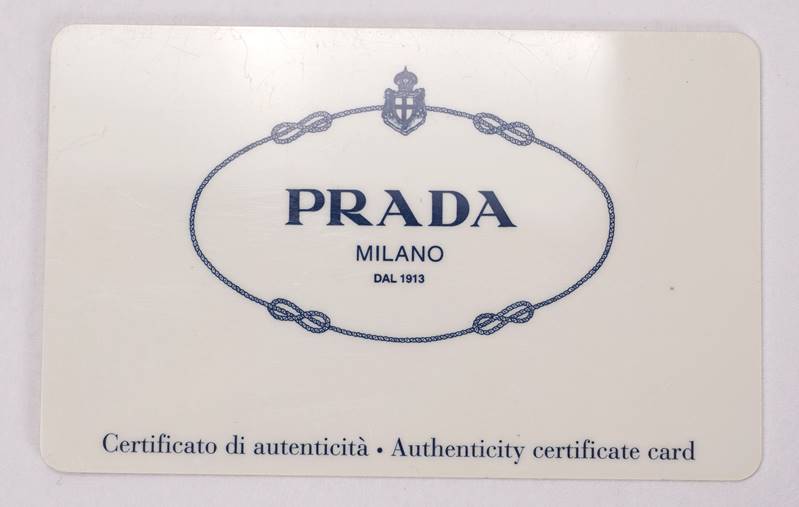 PRADA
MILANO
DAL 1913
Certificato di autenticità • Authenticity certificate card